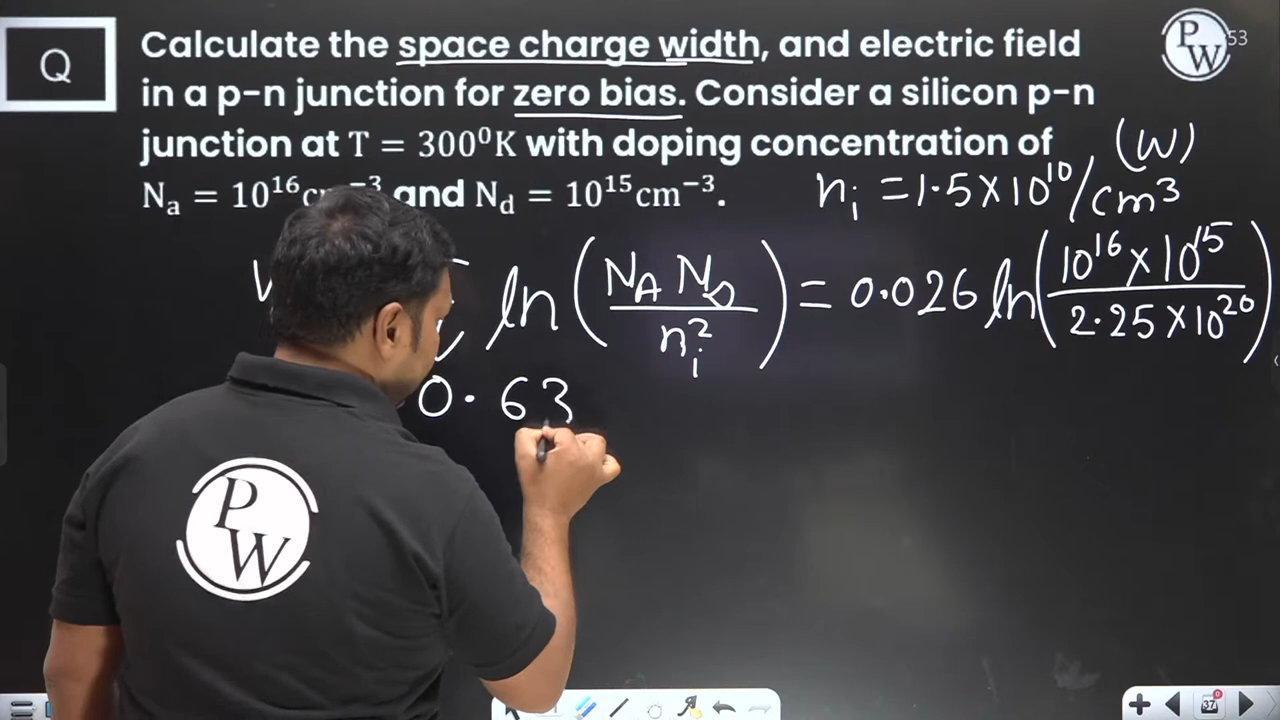 Q
Calculate the space charge width, and electric field
in a p-n junction for zero bias. Consider a silicon p-n
junction at T = 300⁰K with doping concentration of
Nₐ = 10¹⁶ and N_d = 10¹⁵cm⁻³.
PW
53
(W)
nᵢ = 1.5 × 10¹⁰/cm³
ln (N_A N_D / nᵢ²) = 0.026 ln (10¹⁶ × 10¹⁵ / 2.25 × 10²⁰)
0.63
PW
37